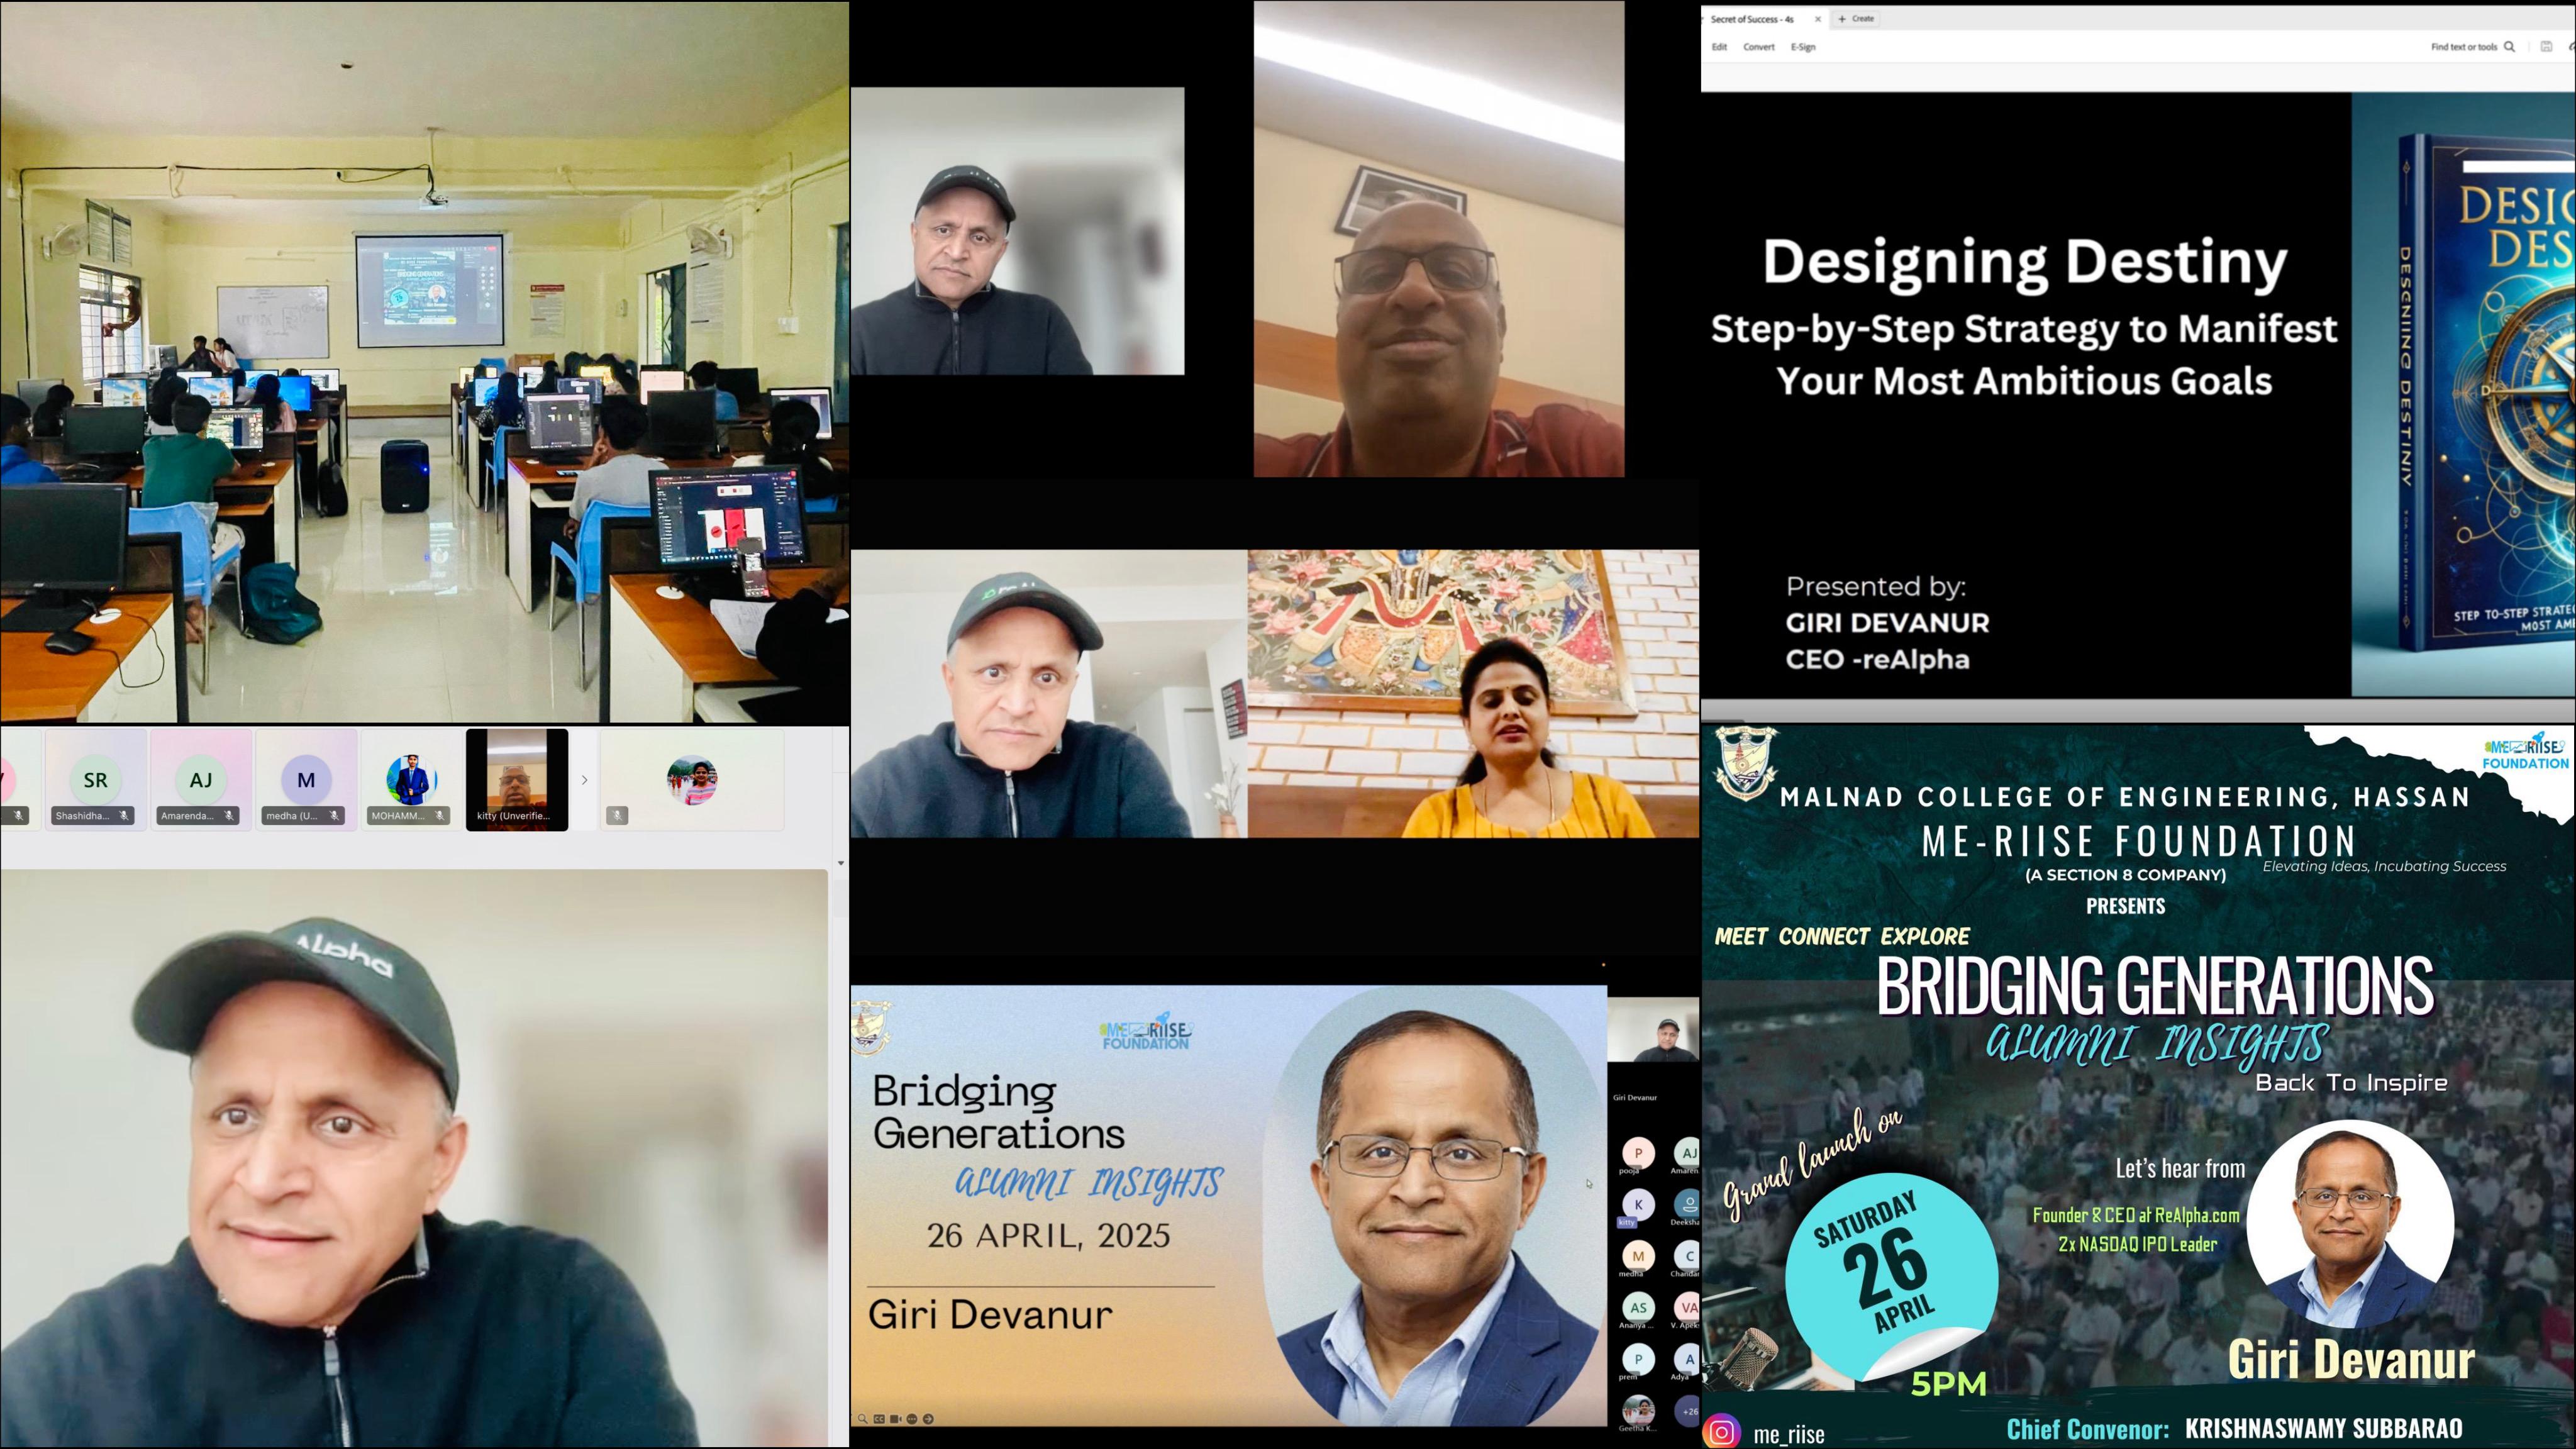 Secret of Success - 4s
Create
Edit Convert E-Sign
Find text or tools
Designing Destiny
Step-by-Step Strategy to Manifest
Your Most Ambitious Goals
Presented by:
GIRI DEVANUR
CEO -reAlpha
DESIGNING DESTINY
STEP TO-STEP
SR
Shashidha...
AJ
Amarenda...
M
medha (U...
MOHAMM...
kitty (Unverifie...
Alpha
ME-RIISE
FOUNDATION
Bridging
Generations
ALUMNI INSIGHTS
26 APRIL, 2025
Giri Devanur
Giri Devanur
P
pooja
AJ
Amaren
K
kitty
Deeksha
M
medha
C
Chandan
AS
Ananya ...
VA
V. Apek
P
prem
A
Adya
Geetha K...
+26
ME-RIISE
FOUNDATION
MALNAD COLLEGE OF ENGINEERING, HASSAN
ME-RIISE FOUNDATION
Elevating Ideas, Incubating Success
(A SECTION 8 COMPANY)
PRESENTS
MEET CONNECT EXPLORE
BRIDGING GENERATIONS
ALUMNI INSIGHTS
Back To Inspire
Grand launch on
SATURDAY
26
APRIL
5PM
Let's hear from
Founder & CEO at ReAlpha.com
2x NASDAQ IPO Leader
Giri Devanur
Chief Convenor: KRISHNASWAMY SUBBARAO
me_riise